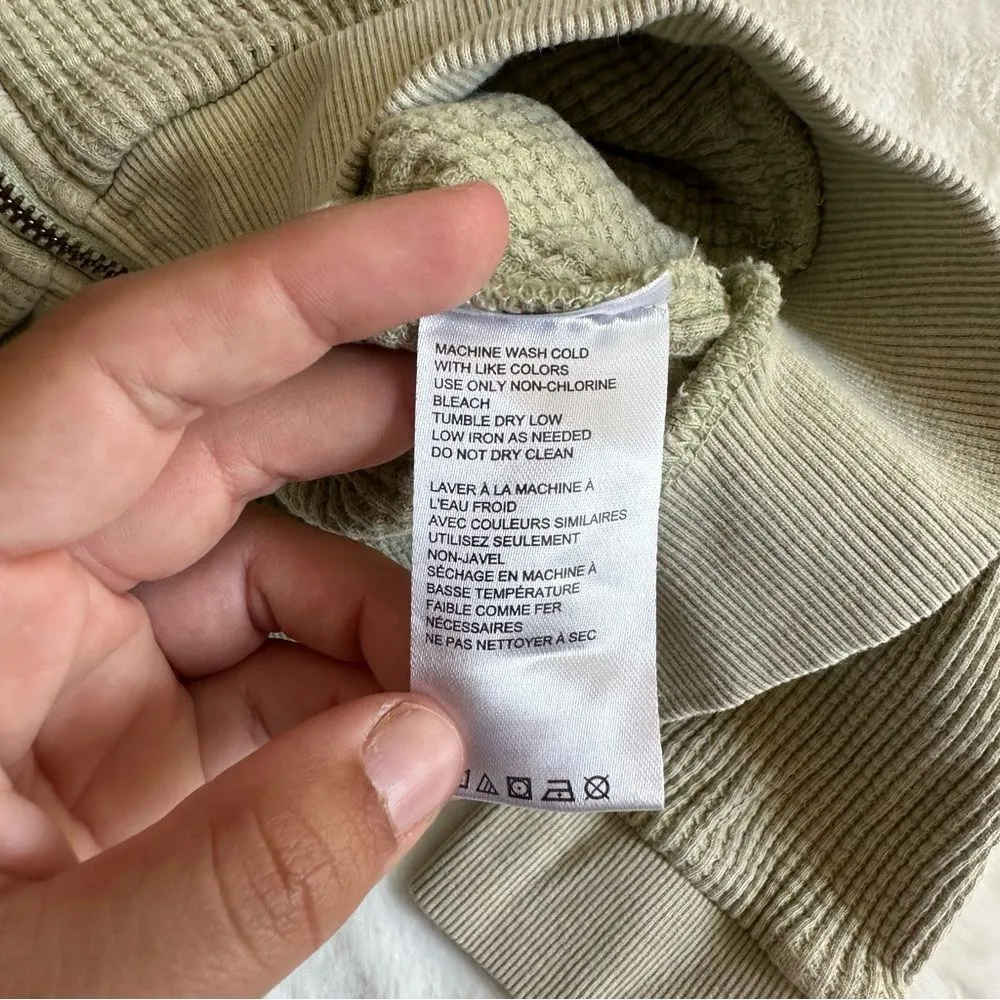 MACHINE WASH COLD
WITH LIKE COLORS
USE ONLY NON-CHLORINE
BLEACH
TUMBLE DRY LOW
LOW IRON AS NEEDED
DO NOT DRY CLEAN
LAVER À LA MACHINE À
L'EAU FROID
AVEC COULEURS SIMILAIRES
UTILISEZ SEULEMENT
NON-JAVEL
SÉCHAGE EN MACHINE À
BASSE TEMPÉRATURE
FAIBLE COMME FER
NÉCESSAIRES
NE PAS NETTOYER À SEC